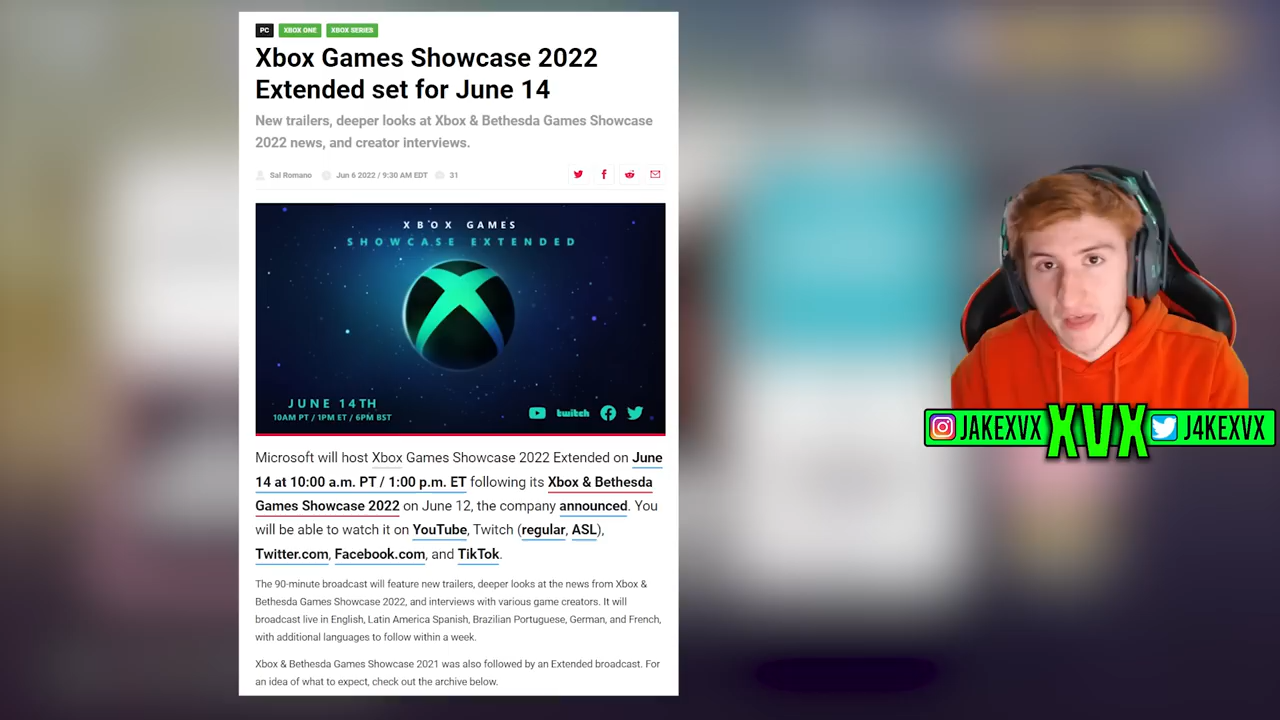 PC XBOX ONE XBOX SERIES
Xbox Games Showcase 2022
Extended set for June 14
New trailers, deeper looks at Xbox & Bethesda Games Showcase
2022 news, and creator interviews.
Sal Romano Jun 6 2022 / 9:30 AM EDT 31
XBOX GAMES
SHOWCASE EXTENDED
JUNE 14TH
10AM PT / 1PM ET / 6PM BST
twitch
Microsoft will host Xbox Games Showcase 2022 Extended on June
14 at 10:00 a.m. PT / 1:00 p.m. ET following its Xbox & Bethesda
Games Showcase 2022 on June 12, the company announced. You
will be able to watch it on YouTube, Twitch (regular, ASL),
Twitter.com, Facebook.com, and TikTok.
The 90-minute broadcast will feature new trailers, deeper looks at the news from Xbox &
Bethesda Games Showcase 2022, and interviews with various game creators. It will
broadcast live in English, Latin America Spanish, Brazilian Portuguese, German, and French,
with additional languages to follow within a week.
Xbox & Bethesda Games Showcase 2021 was also followed by an Extended broadcast. For
an idea of what to expect, check out the archive below.
JAKEXVX XVX J4KEXVX